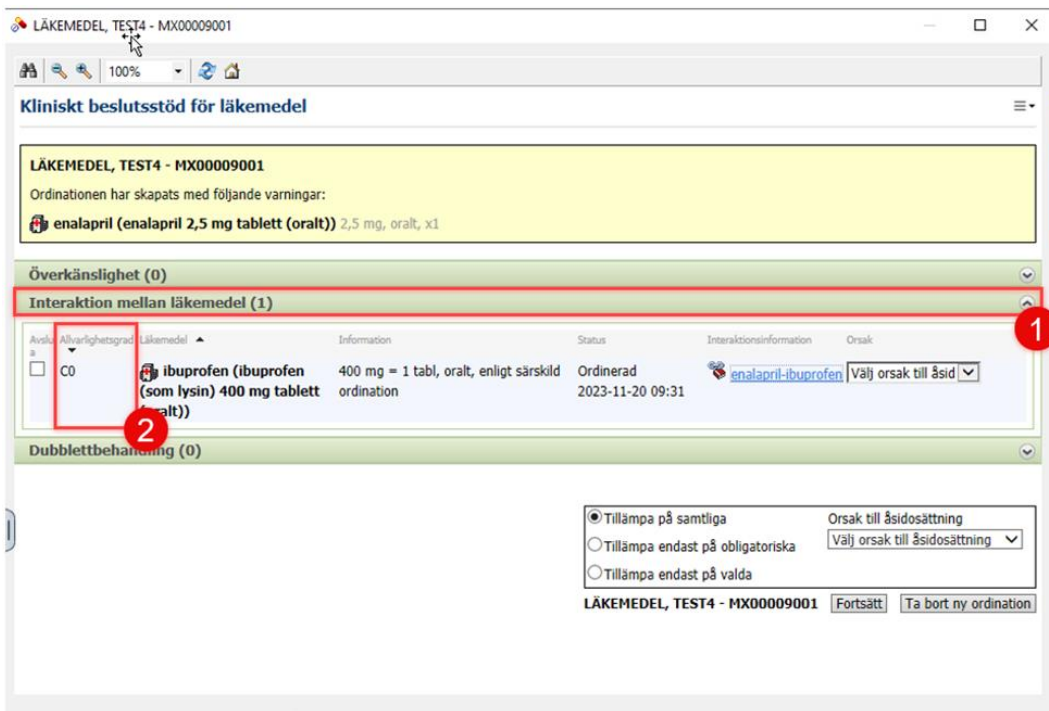 LÄKEMEDEL, TEST4 - MX00009001
100%
Kliniskt beslutsstöd för läkemedel
LÄKEMEDEL, TEST4 - MX00009001
Ordinationen har skapats med följande varningar:
enalapril (enalapril 2,5 mg tablett (oralt)) 2,5 mg, oralt, x1
Överkänslighet (0)
Interaktion mellan läkemedel (1)
1
Avslu Allvarlighetsgrad Läkemedel Information Status Interaktionsinformation Orsak
a
C0 ibuprofen (ibuprofen 400 mg = 1 tabl, oralt, enligt särskild Ordinerad enalapril-ibuprofen Välj orsak till åsid
(som lysin) 400 mg tablett ordination 2023-11-20 09:31
2
Dubblettbehandling (0)
Tillämpa på samtliga Orsak till åsidosättning
Tillämpa endast på obligatoriska Välj orsak till åsidosättning
Tillämpa endast på valda
LÄKEMEDEL, TEST4 - MX00009001 Fortsätt Ta bort ny ordination